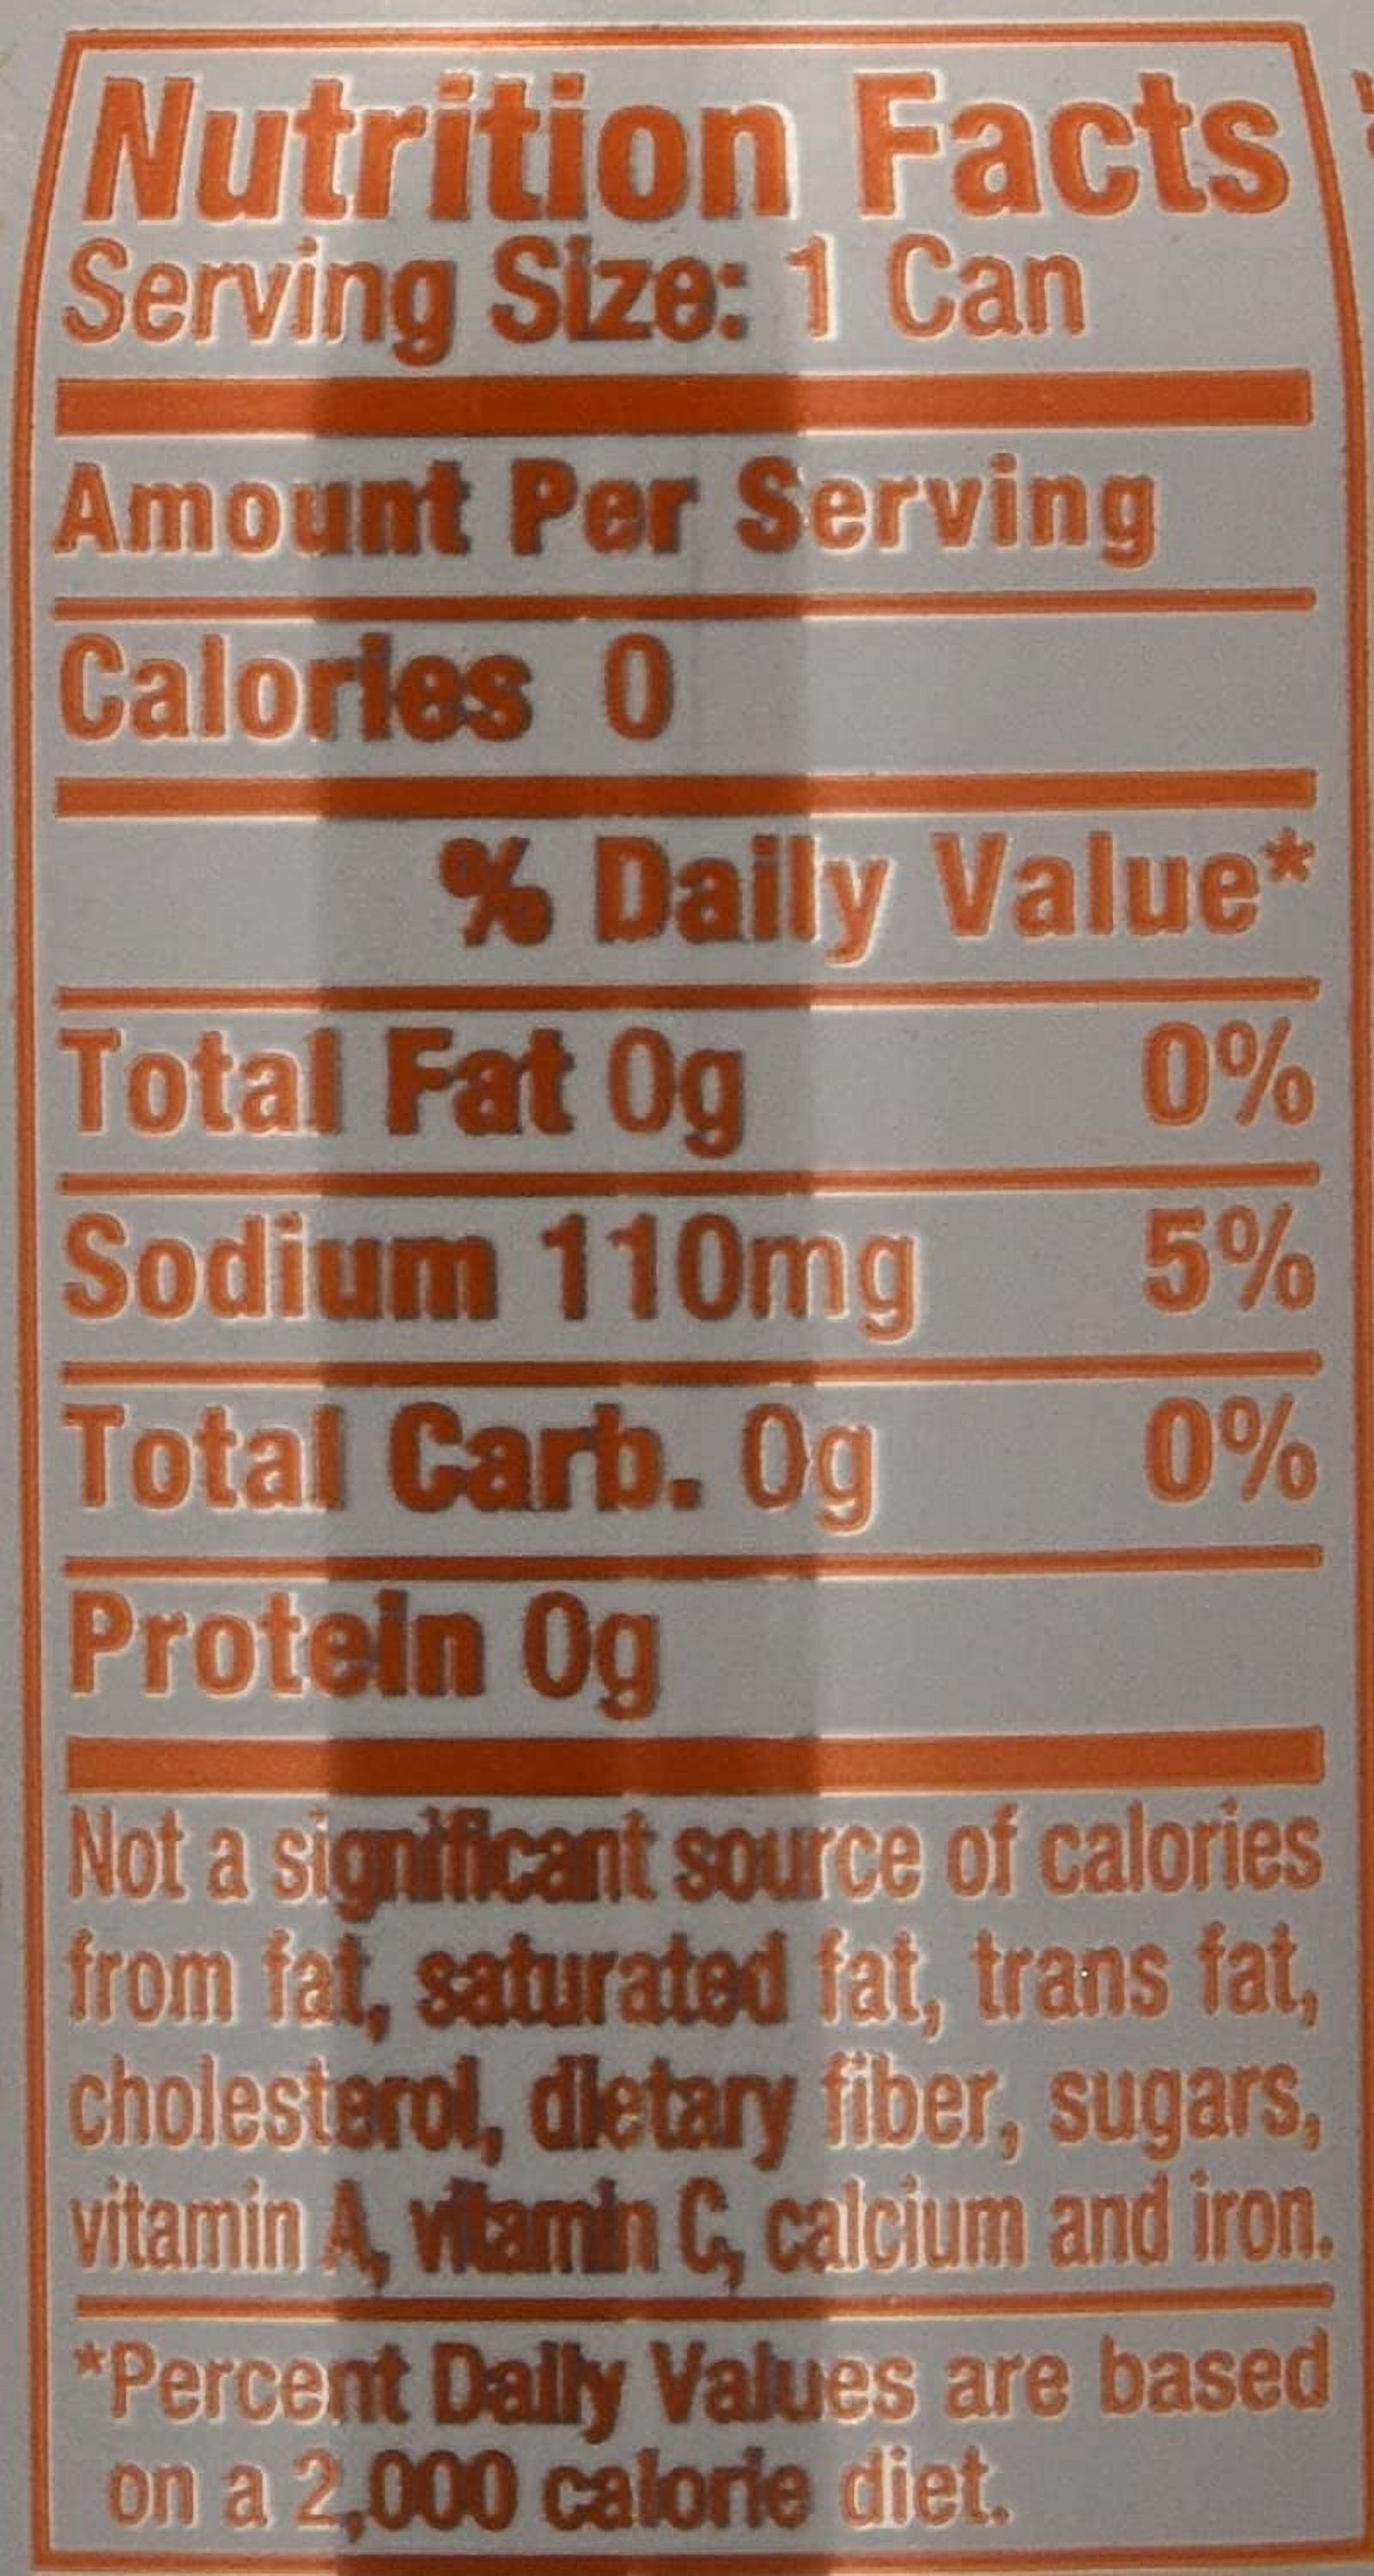 Nutrition Facts
Serving Size: 1 Can
Amount Per Serving
Calories 0
% Daily Value*
Total Fat 0g 0%
Sodium 110mg 5%
Total Carb. 0g 0%
Protein 0g
Not a significant source of calories
from fat, saturated fat, trans fat,
cholesterol, dietary fiber, sugars,
vitamin A, vitamin C, calcium and iron.
*Percent Daily Values are based
on a 2,000 calorie diet.